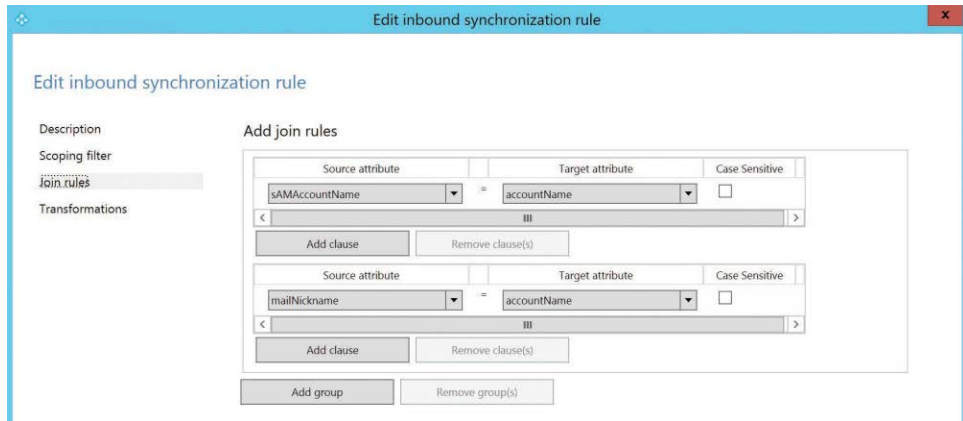 Edit inbound synchronization rule
x
Edit inbound synchronization rule
Description
Scoping filter
Join rules
Transformations
Add join rules
Source attribute Target attribute Case Sensitive
sAMAccountName = accountName
Add clause Remove clause(s)
Source attribute Target attribute Case Sensitive
mailNickname = accountName
Add clause Remove clause(s)
Add group Remove group(s)